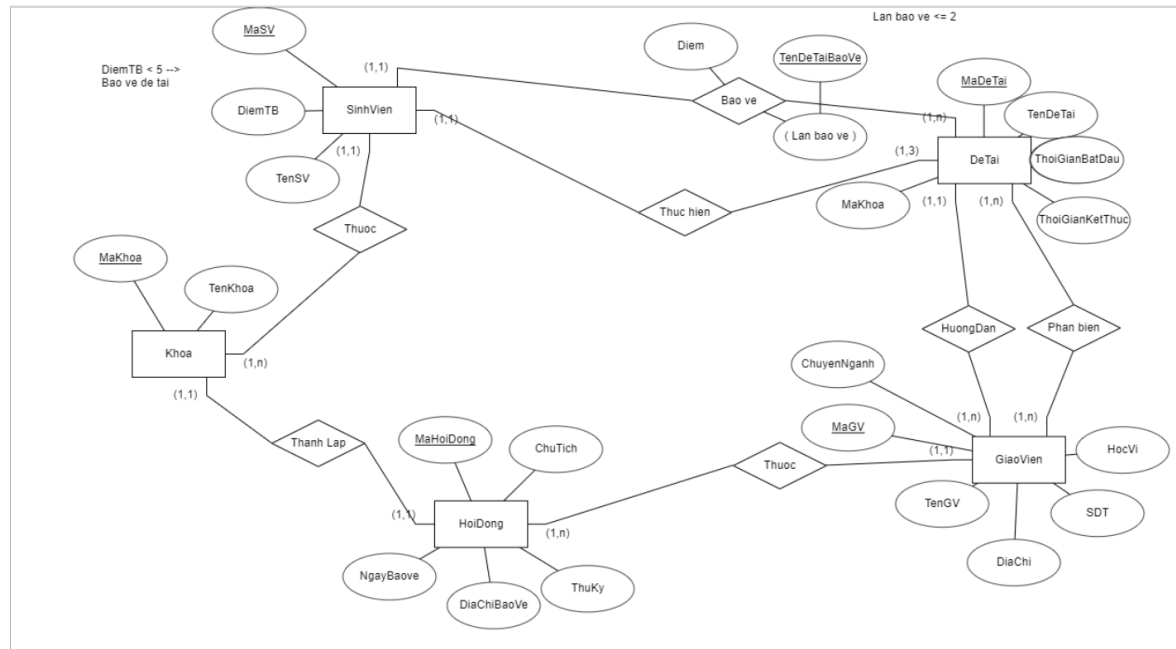 Lan bao ve <= 2
MaSV
Diem
TenDeTaiBaoVe
DiemTB < 5 -->
Bao ve de tai
(1,1)
MaDeTai
DiemTB
SinhVien
Bao ve
(1,1)
(1,n)
TenDeTai
( Lan bao ve )
(1,1)
(1,3)
DeTai
ThoiGianBatDau
TenSV
MaKhoa
(1,1)
(1,n)
Thuc hien
ThoiGianKetThuc
Thuoc
MaKhoa
TenKhoa
HuongDan
Phan bien
Khoa
(1,n)
ChuyenNganh
(1,1)
(1,n)
(1,n)
MaGV
Thanh Lap
MaHoiDong
ChuTich
(1,1)
HocVi
Thuoc
GiaoVien
TenGV
SDT
(1,1)
HoiDong
(1,n)
DiaChi
NgayBaove
ThuKy
DiaChiBaoVe